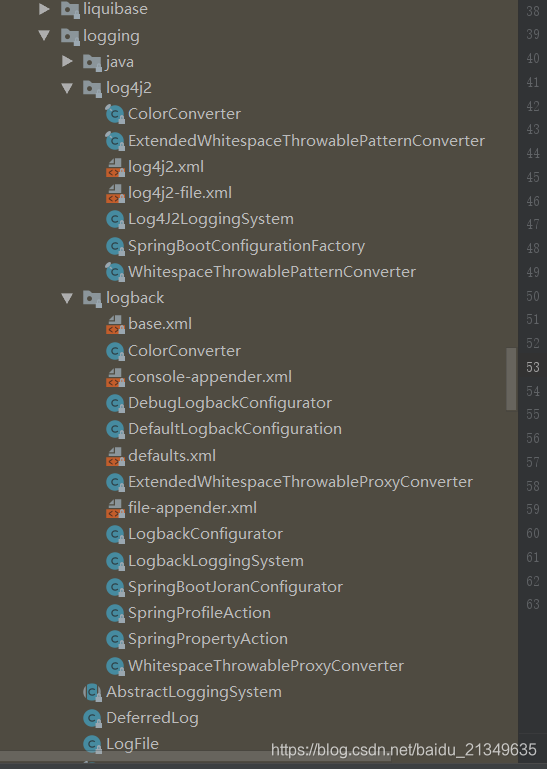 liquibase
logging
java
log4j2
ColorConverter
ExtendedWhitespaceThrowablePatternConverter
log4j2.xml
log4j2-file.xml
Log4J2LoggingSystem
SpringBootConfigurationFactory
WhitespaceThrowablePatternConverter
logback
base.xml
ColorConverter
console-appender.xml
DebugLogbackConfigurator
DefaultLogbackConfiguration
defaults.xml
ExtendedWhitespaceThrowableProxyConverter
file-appender.xml
LogbackConfigurator
LogbackLoggingSystem
SpringBootJoranConfigurator
SpringProfileAction
SpringPropertyAction
WhitespaceThrowableProxyConverter
AbstractLoggingSystem
DeferredLog
LogFile
38
39
40
41
42
43
44
45
46
47
48
49
50
51
52
53
54
55
56
57
58
59
60
61
62
63
https://blog.csdn.net/baidu_21349635